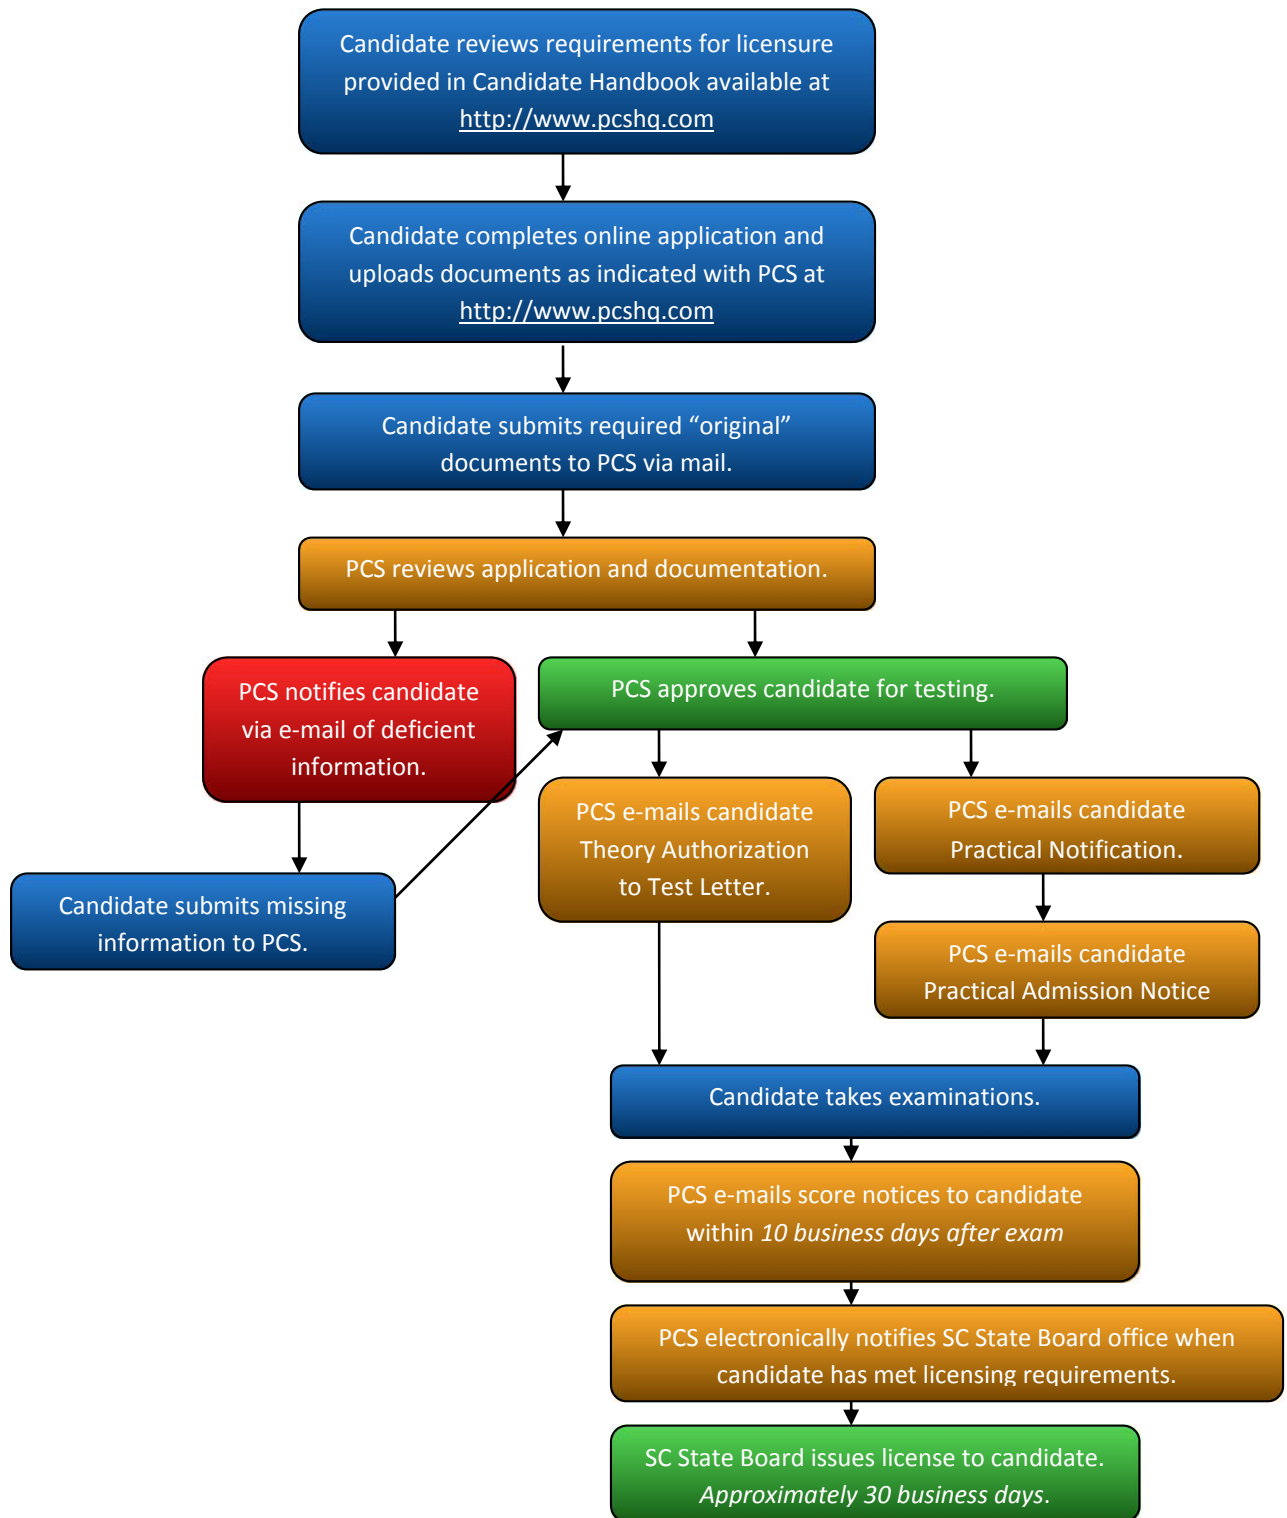 Candidate reviews requirements for licensure
provided in Candidate Handbook available at
http://www.pcshq.com
Candidate completes online application and
uploads documents as indicated with PCS at
http://www.pcshq.com
Candidate submits required “original”
documents to PCS via mail.
PCS reviews application and documentation.
PCS notifies candidate
via e-mail of deficient
information.
PCS approves candidate for testing.
Candidate submits missing
information to PCS.
PCS e-mails candidate
Theory Authorization
to Test Letter.
PCS e-mails candidate
Practical Notification.
PCS e-mails candidate
Practical Admission Notice
Candidate takes examinations.
PCS e-mails score notices to candidate
within 10 business days after exam
PCS electronically notifies SC State Board office when
candidate has met licensing requirements.
SC State Board issues license to candidate.
Approximately 30 business days.